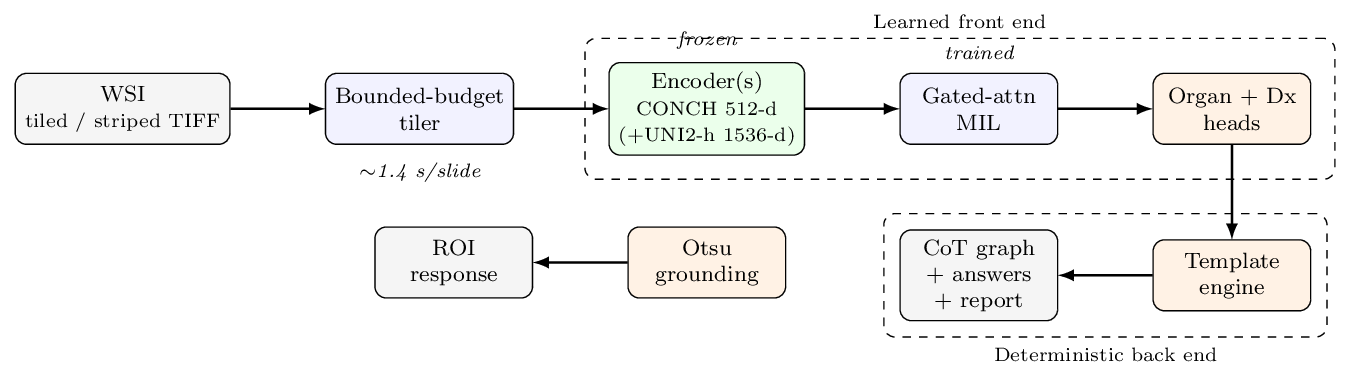 Learned front end
frozen
trained
WSI
tiled / striped TIFF
Bounded-budget
tiler
Encoder(s)
CONCH 512-d
(+UNI2-h 1536-d)
Gated-attn
MIL
Organ + Dx
heads
~1.4 s/slide
ROI
response
Otsu
grounding
CoT graph
+ answers
+ report
Template
engine
Deterministic back end